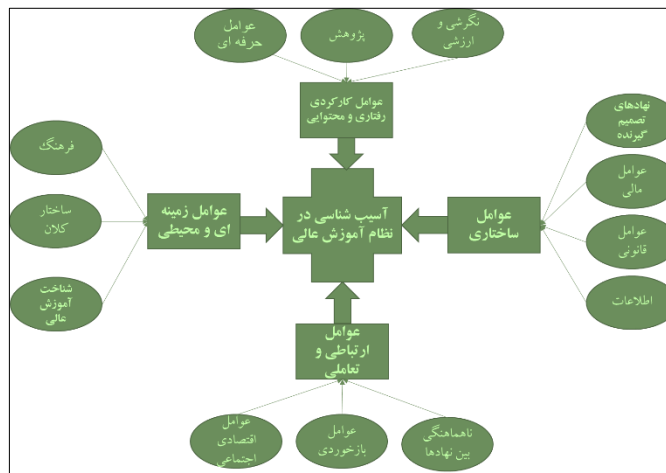 نگرشی و
ارزشی
پژوهش
عوامل
حرفه ای
عوامل کارکردی
رفتاری و محتوایی
نهادهای
تصمیم
گیرنده
عوامل
مالی
عوامل
قانونی
اطلاعات
عوامل
ساختاری
آسیب شناسی در
نظام آموزش عالی
عوامل زمینه
ای و محیطی
فرهنگ
ساختار
کلان
شناخت
آموزش
عالی
عوامل
ارتباطی و
تعاملی
ناهماهنگی
بین نهادها
عوامل
بازخوردی
عوامل
اقتصادی
اجتماعی